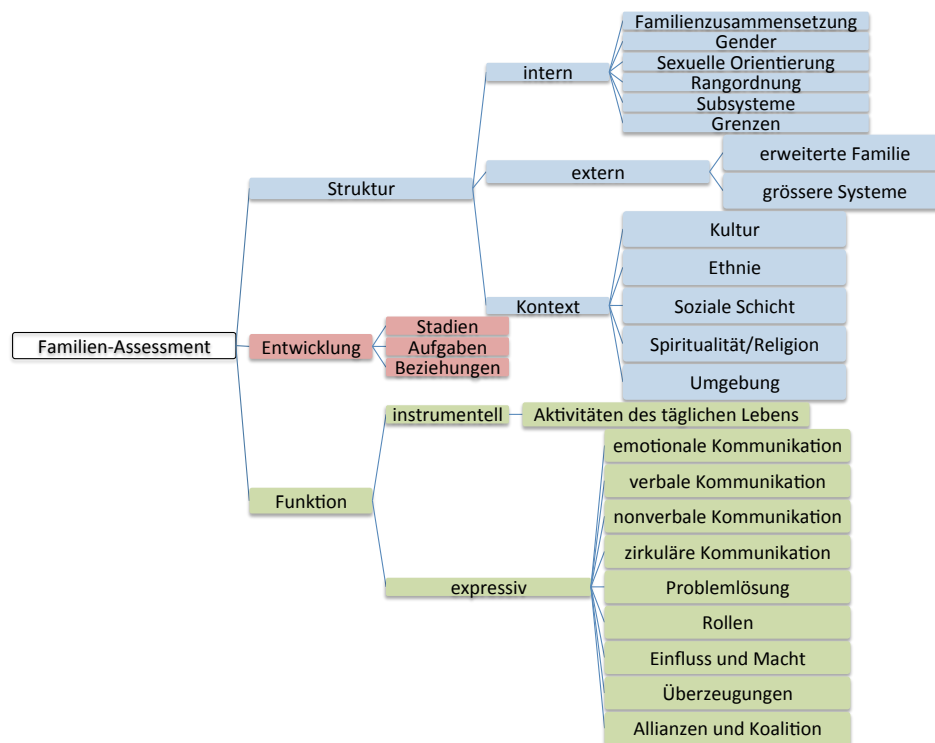 Familien-Assessment
Struktur
intern
Familienzusammensetzung
Gender
Sexuelle Orientierung
Rangordnung
Subsysteme
Grenzen
extern
erweiterte Familie
grössere Systeme
Kontext
Kultur
Ethnie
Soziale Schicht
Spiritualität/Religion
Umgebung
Entwicklung
Stadien
Aufgaben
Beziehungen
Funktion
instrumentell
Aktivitäten des täglichen Lebens
expressiv
emotionale Kommunikation
verbale Kommunikation
nonverbale Kommunikation
zirkuläre Kommunikation
Problemlösung
Rollen
Einfluss und Macht
Überzeugungen
Allianzen und Koalition